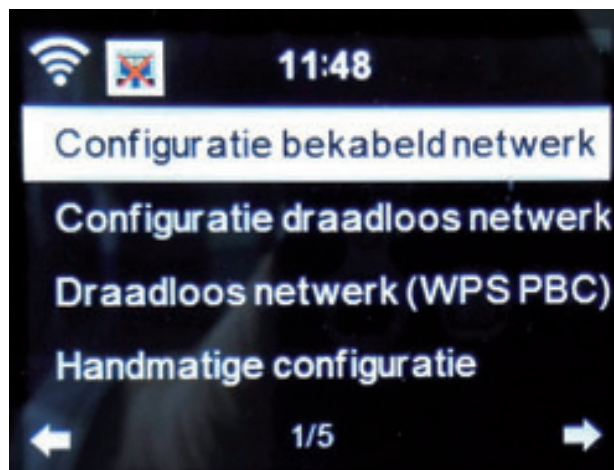 11:48
Configuratie bekabeld netwerk
Configuratie draadloos netwerk
Draadloos netwerk (WPS PBC)
Handmatige configuratie
1/5